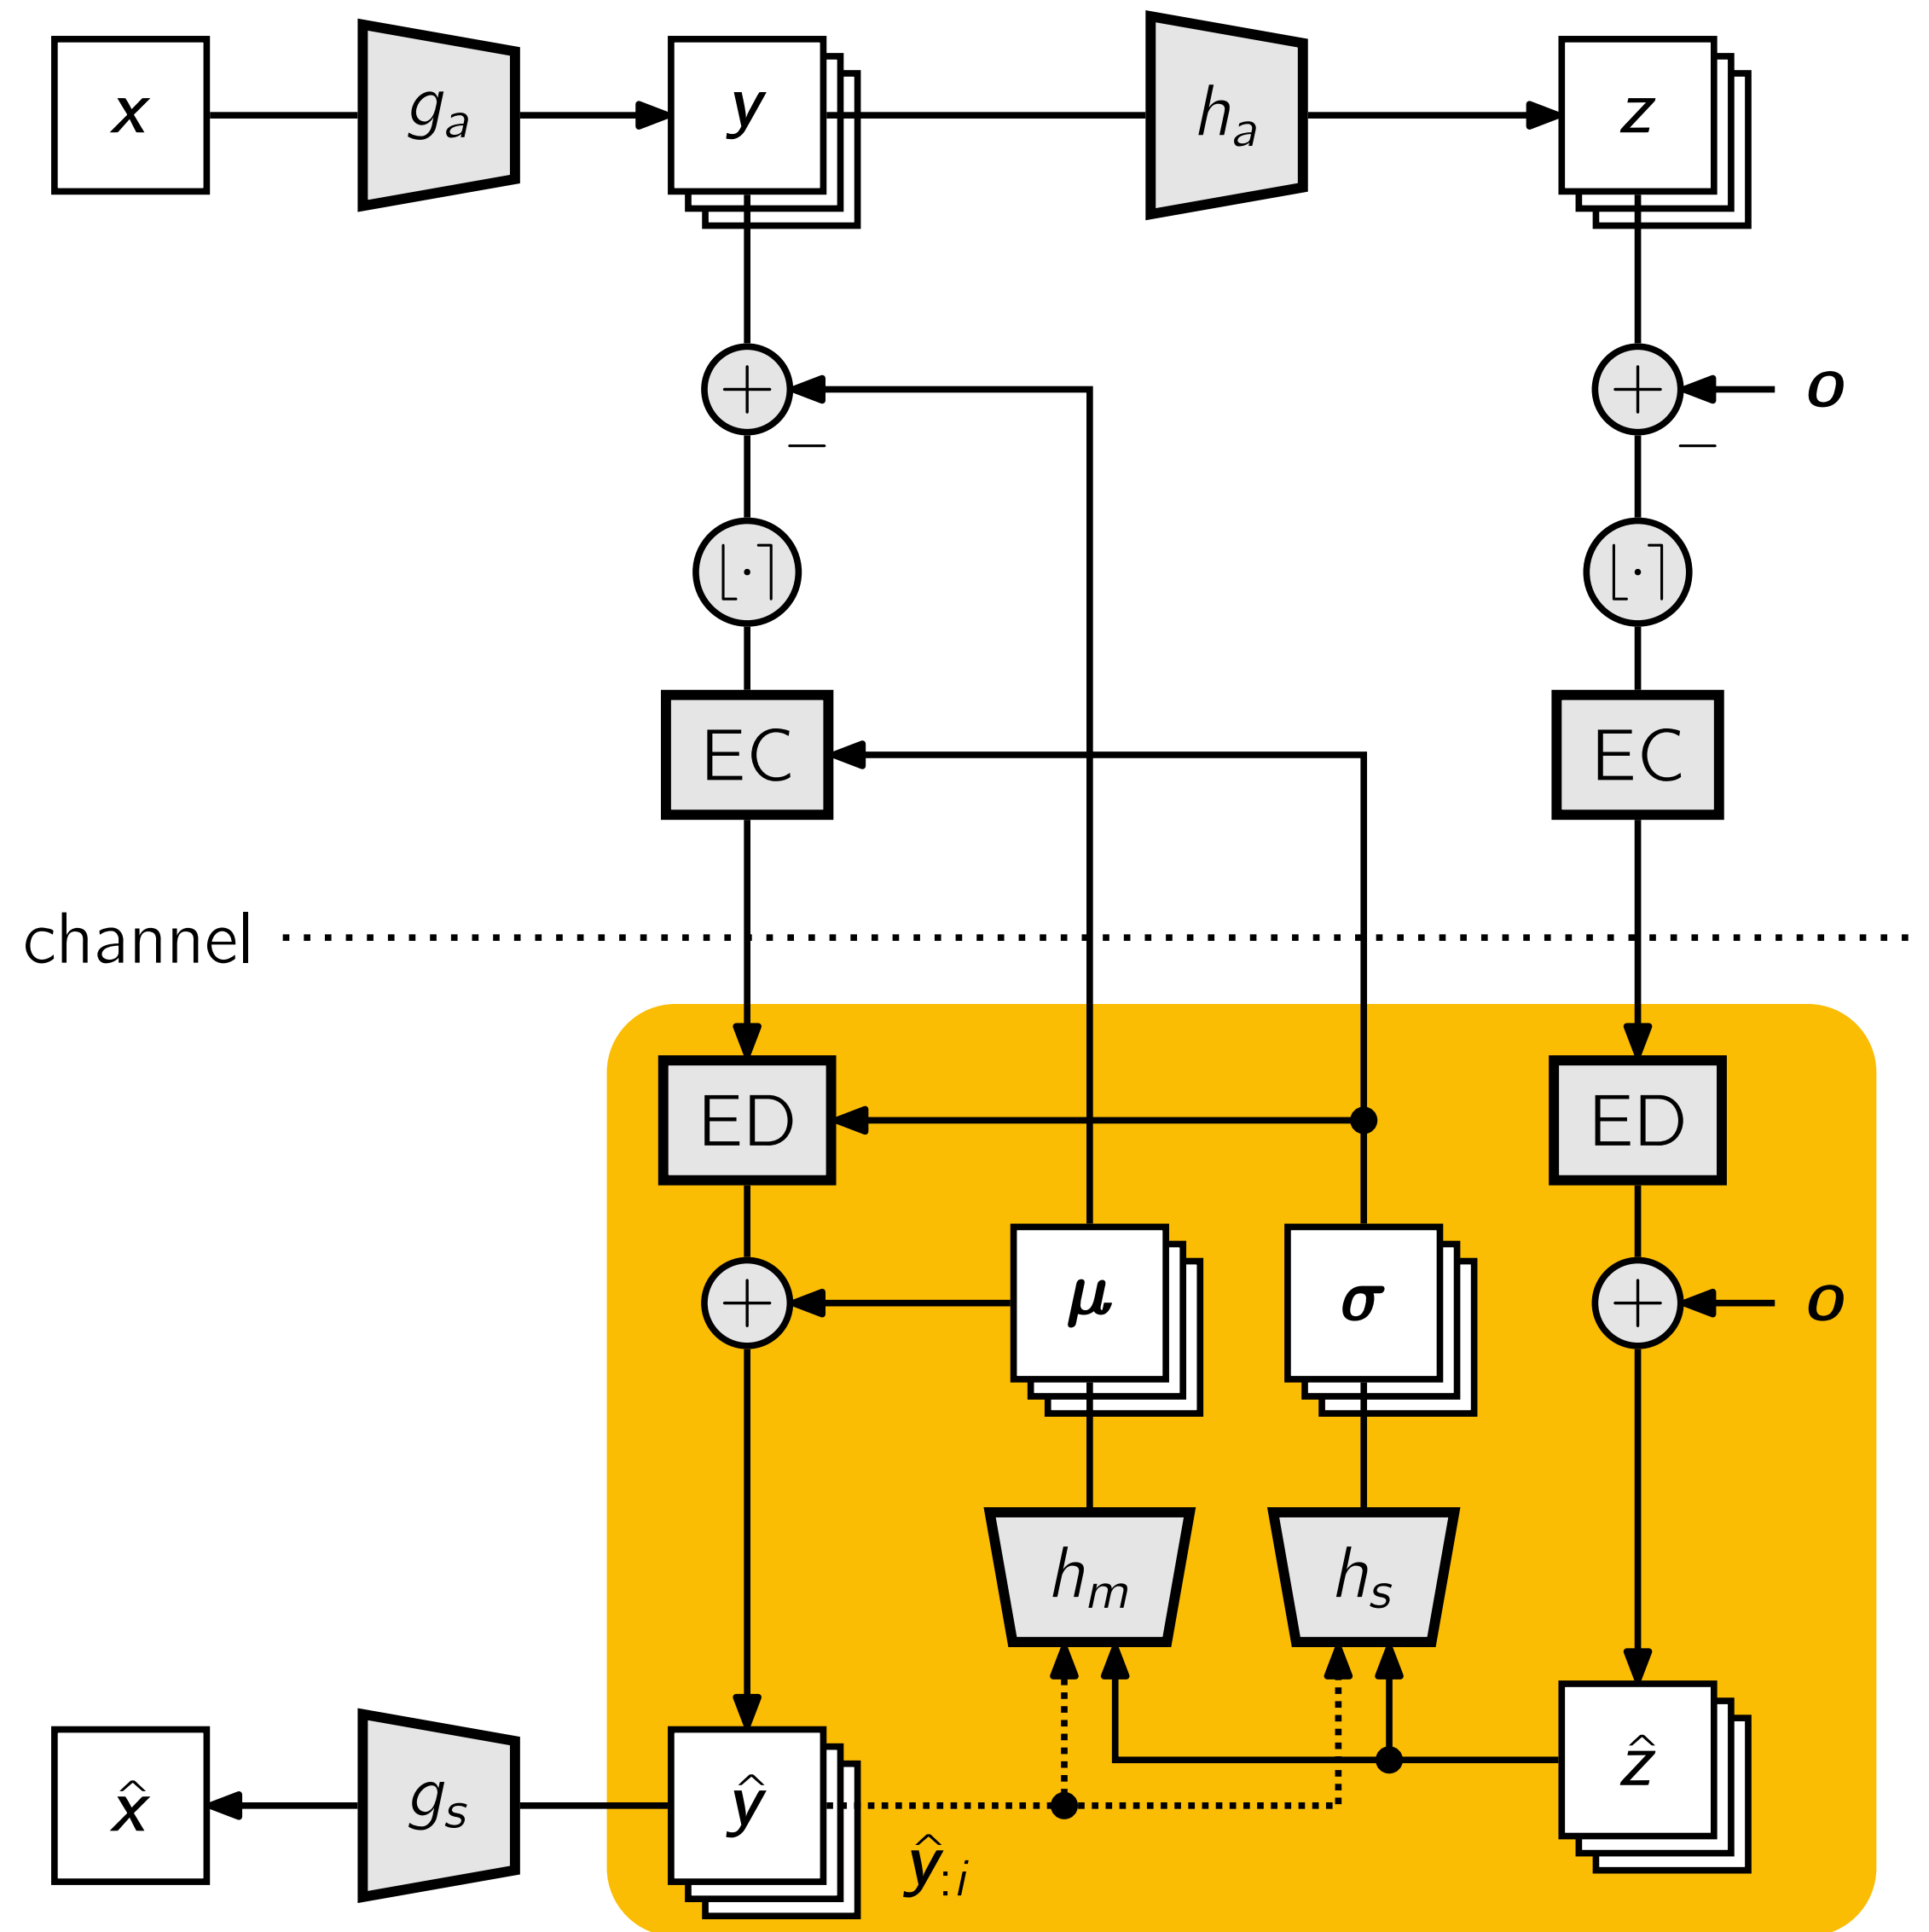 x g_a y h_a z
+ + o
− −
⌊·⌉ ⌊·⌉
EC EC
channel
ED ED
+ μ σ + o
h_m h_s
x̂ g_s ŷ ẑ
ŷ_{:i}